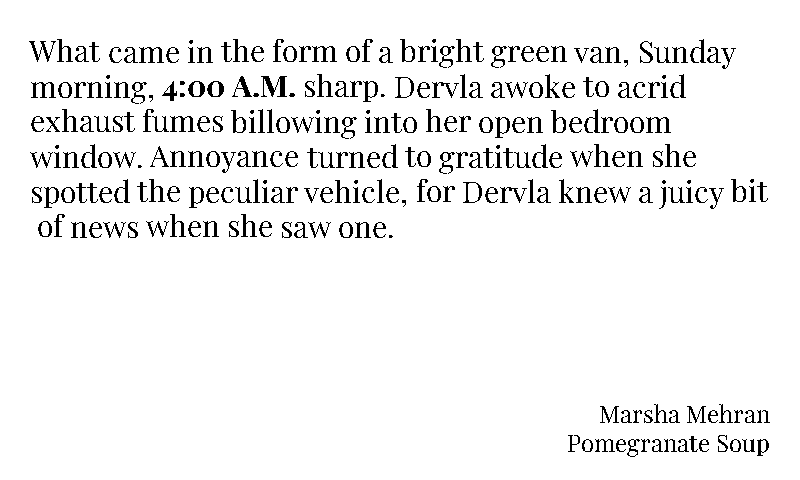 What came in the form of a bright green van, Sunday
morning, 4:00 A.M. sharp. Dervla awoke to acrid
exhaust fumes billowing into her open bedroom
window. Annoyance turned to gratitude when she
spotted the peculiar vehicle, for Dervla knew a juicy bit
of news when she saw one.
Marsha Mehran
Pomegranate Soup